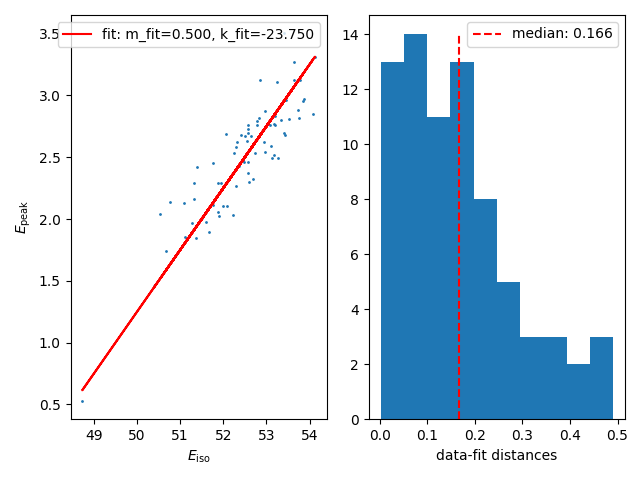 3.5
3.0
2.5
2.0
1.5
1.0
0.5
E_peak
fit: m_fit=0.500, k_fit=-23.750
49 50 51 52 53 54
E_iso
14
12
10
8
6
4
2
0
median: 0.166
0.0 0.1 0.2 0.3 0.4 0.5
data-fit distances